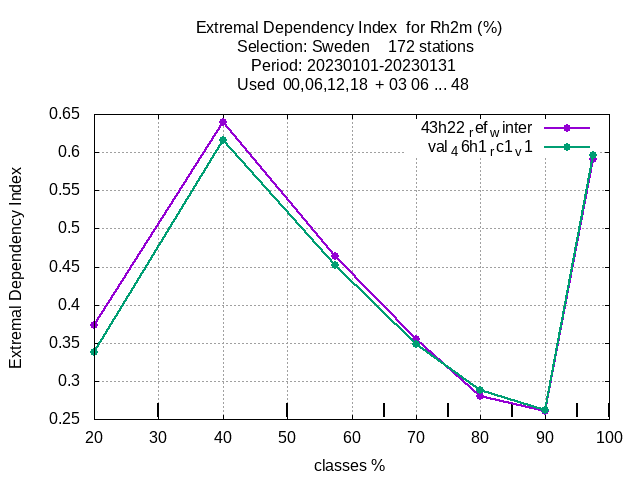 Extremal Dependency Index  for Rh2m (%)
Selection: Sweden    172 stations
Period: 20230101-20230131
Used  00,06,12,18  + 03 06 ... 48
43h22 ref winter
val 46h1 rc1v1
Extremal Dependency Index
0.65
0.6
0.55
0.5
0.45
0.4
0.35
0.3
0.25
20 30 40 50 60 70 80 90 100
classes %